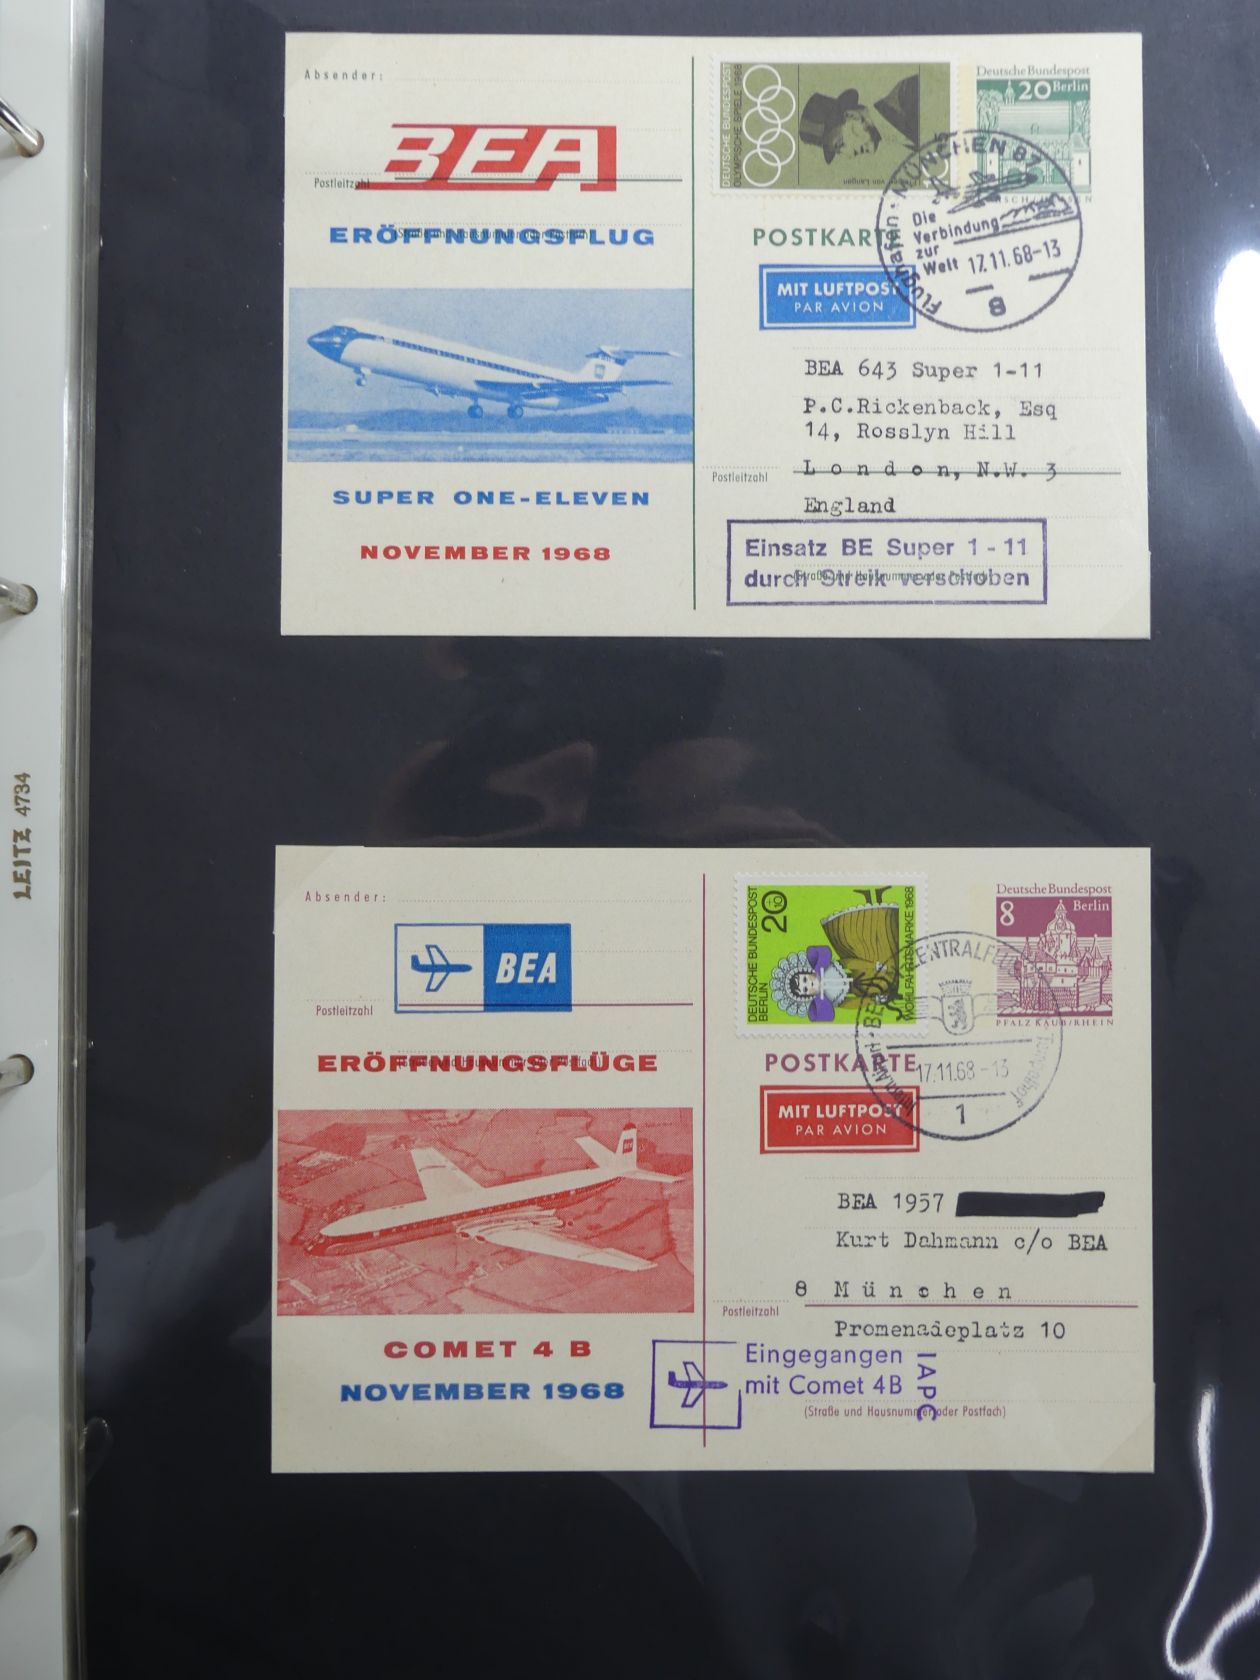 LEITZ 4734
Absender:
BEA
Postleitzahl
ERÖFFNUNGSFLUG
SUPER ONE-ELEVEN
NOVEMBER 1968
DEUTSCHE BUNDESPOST
OLYMPISCHE SPIELE 1968
Deutsche Bundespost
20 Berlin
POSTKARTE
MIT LUFTPOST
PAR AVION
Flughafen · MÜNCHEN 87
Die
Verbindung
zur
Welt
17.11.68-13
8
BEA 643 Super 1-11
P.C.Rickenback, Esq
14, Rosslyn Hill
Postleitzahl
London, N.W. 3
England
Einsatz BE Super 1 - 11
durch Streik verschoben
(Straße und Hausnummer oder Postfach)
Absender:
BEA
Postleitzahl
ERÖFFNUNGSFLÜGE
COMET 4 B
NOVEMBER 1968
DEUTSCHE BUNDESPOST
BERLIN
20+10
WOHLFAHRTSMARKE 1968
Deutsche Bundespost
8 Berlin
PFALZ KAUB/RHEIN
POSTKARTE
MIT LUFTPOST
PAR AVION
17.11.68-13
1
BEA 1957
Kurt Dahmann c/o BEA
8 München
Postleitzahl
Promenadeplatz 10
Eingegangen
mit Comet 4B
IAPC
(Straße und Hausnummer oder Postfach)